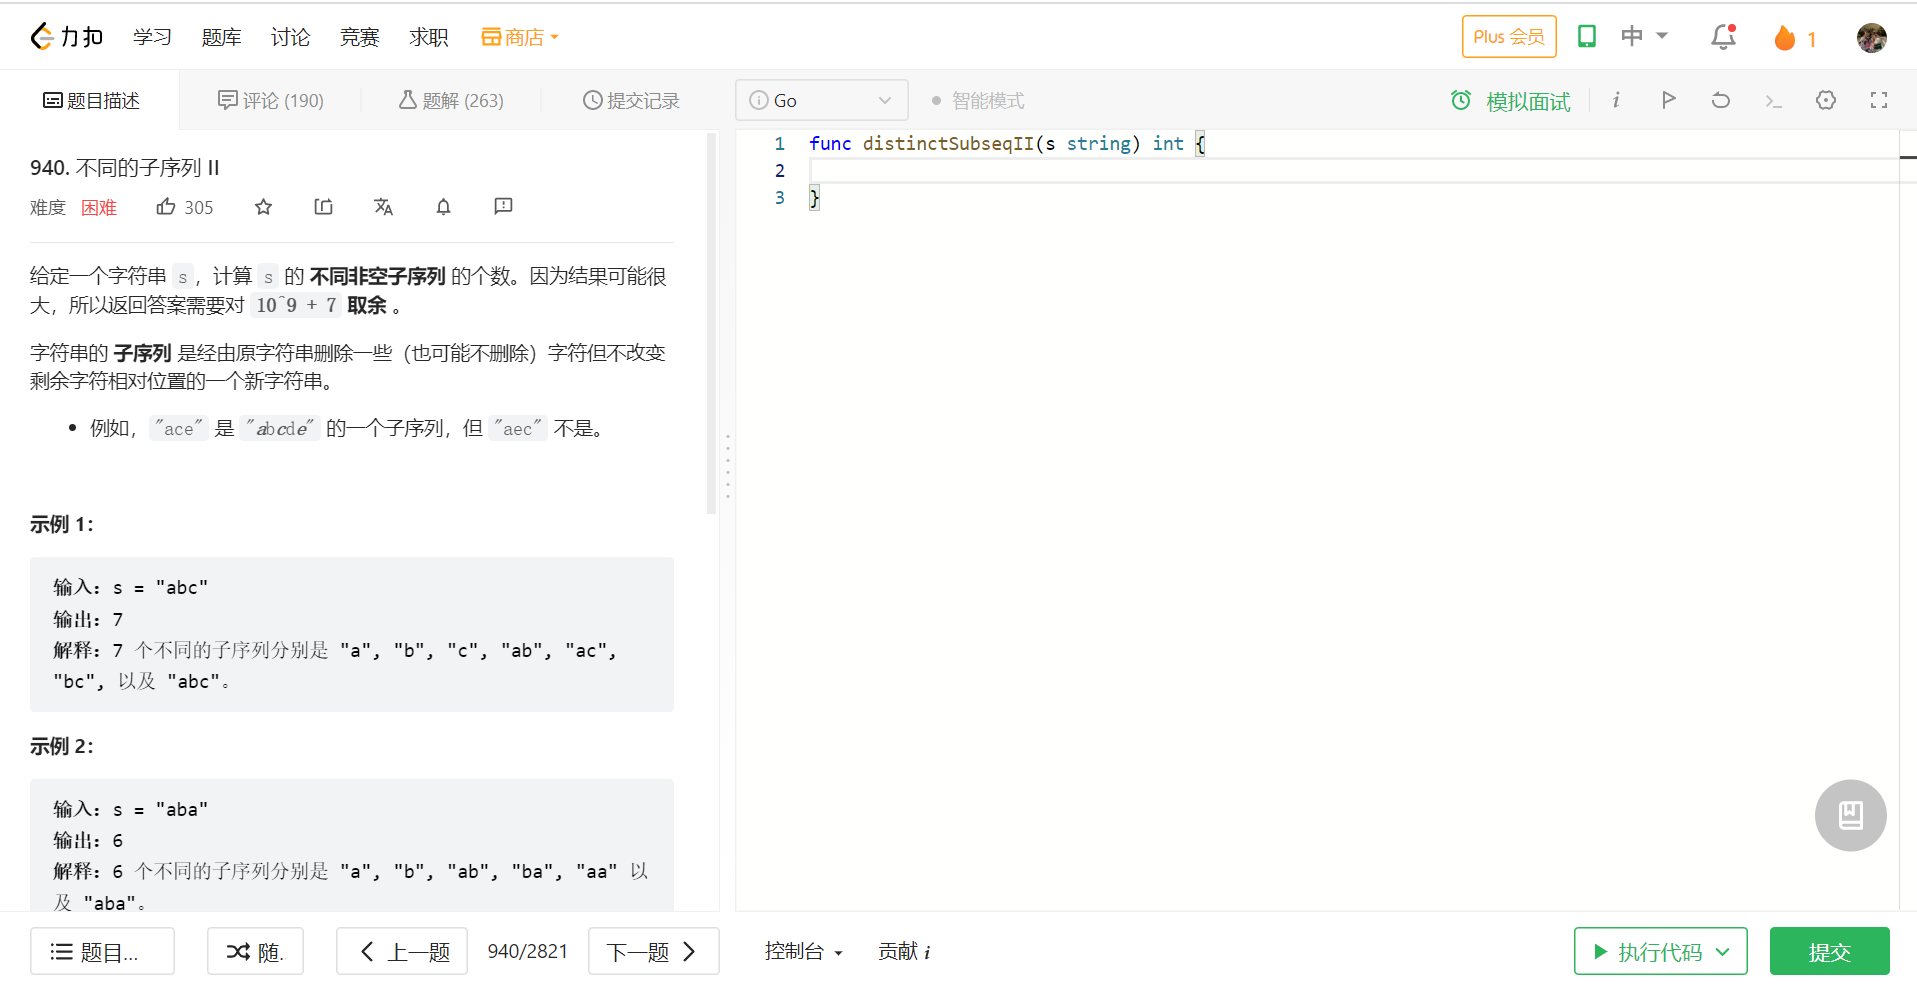 力扣 学习 题库 讨论 竞赛 求职 商店 Plus 会员 中 1
题目描述 评论 (190) 题解 (263) 提交记录 i Go 智能模式 模拟面试 i
940. 不同的子序列 II
难度 困难 305
给定一个字符串 s，计算 s 的 不同非空子序列 的个数。因为结果可能很
大，所以返回答案需要对 10^9 + 7 取余 。
字符串的 子序列 是经由原字符串删除一些（也可能不删除）字符但不改变
剩余字符相对位置的一个新字符串。
• 例如，"ace" 是 "abcde" 的一个子序列，但 "aec" 不是。
示例 1：
输入：s = "abc"
输出：7
解释：7 个不同的子序列分别是 "a", "b", "c", "ab", "ac",
"bc", 以及 "abc"。
示例 2：
输入：s = "aba"
输出：6
解释：6 个不同的子序列分别是 "a", "b", "ab", "ba", "aa" 以
及 "aba"。
1 func distinctSubseqII(s string) int {
2
3 }
题目... 随. 上一题 940/2821 下一题 控制台 贡献 i 执行代码 提交